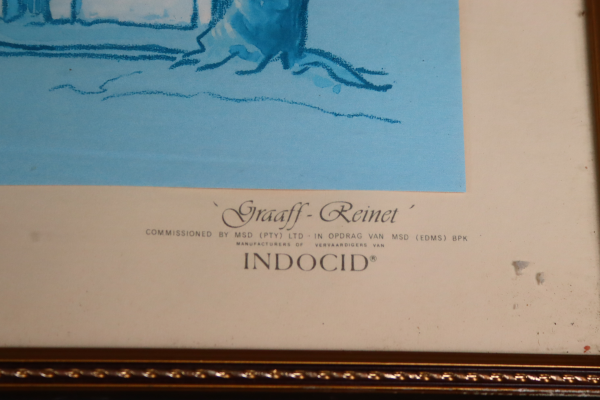 'Graaff-Reinet'
COMMISSIONED BY MSD (PTY) LTD · IN OPDRAG VAN MSD (EDMS) BPK
MANUFACTURERS OF VERVAARDIGERS VAN
INDOCID®